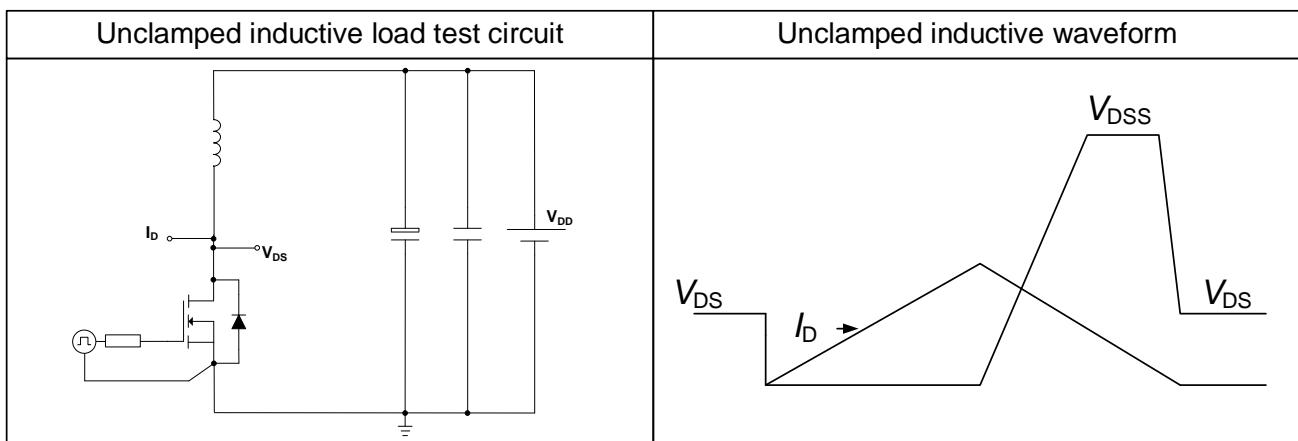 Unclamped inductive load test circuit
Unclamped inductive waveform
VDD
ID
VDS
VDSS
VDS
ID
VDS